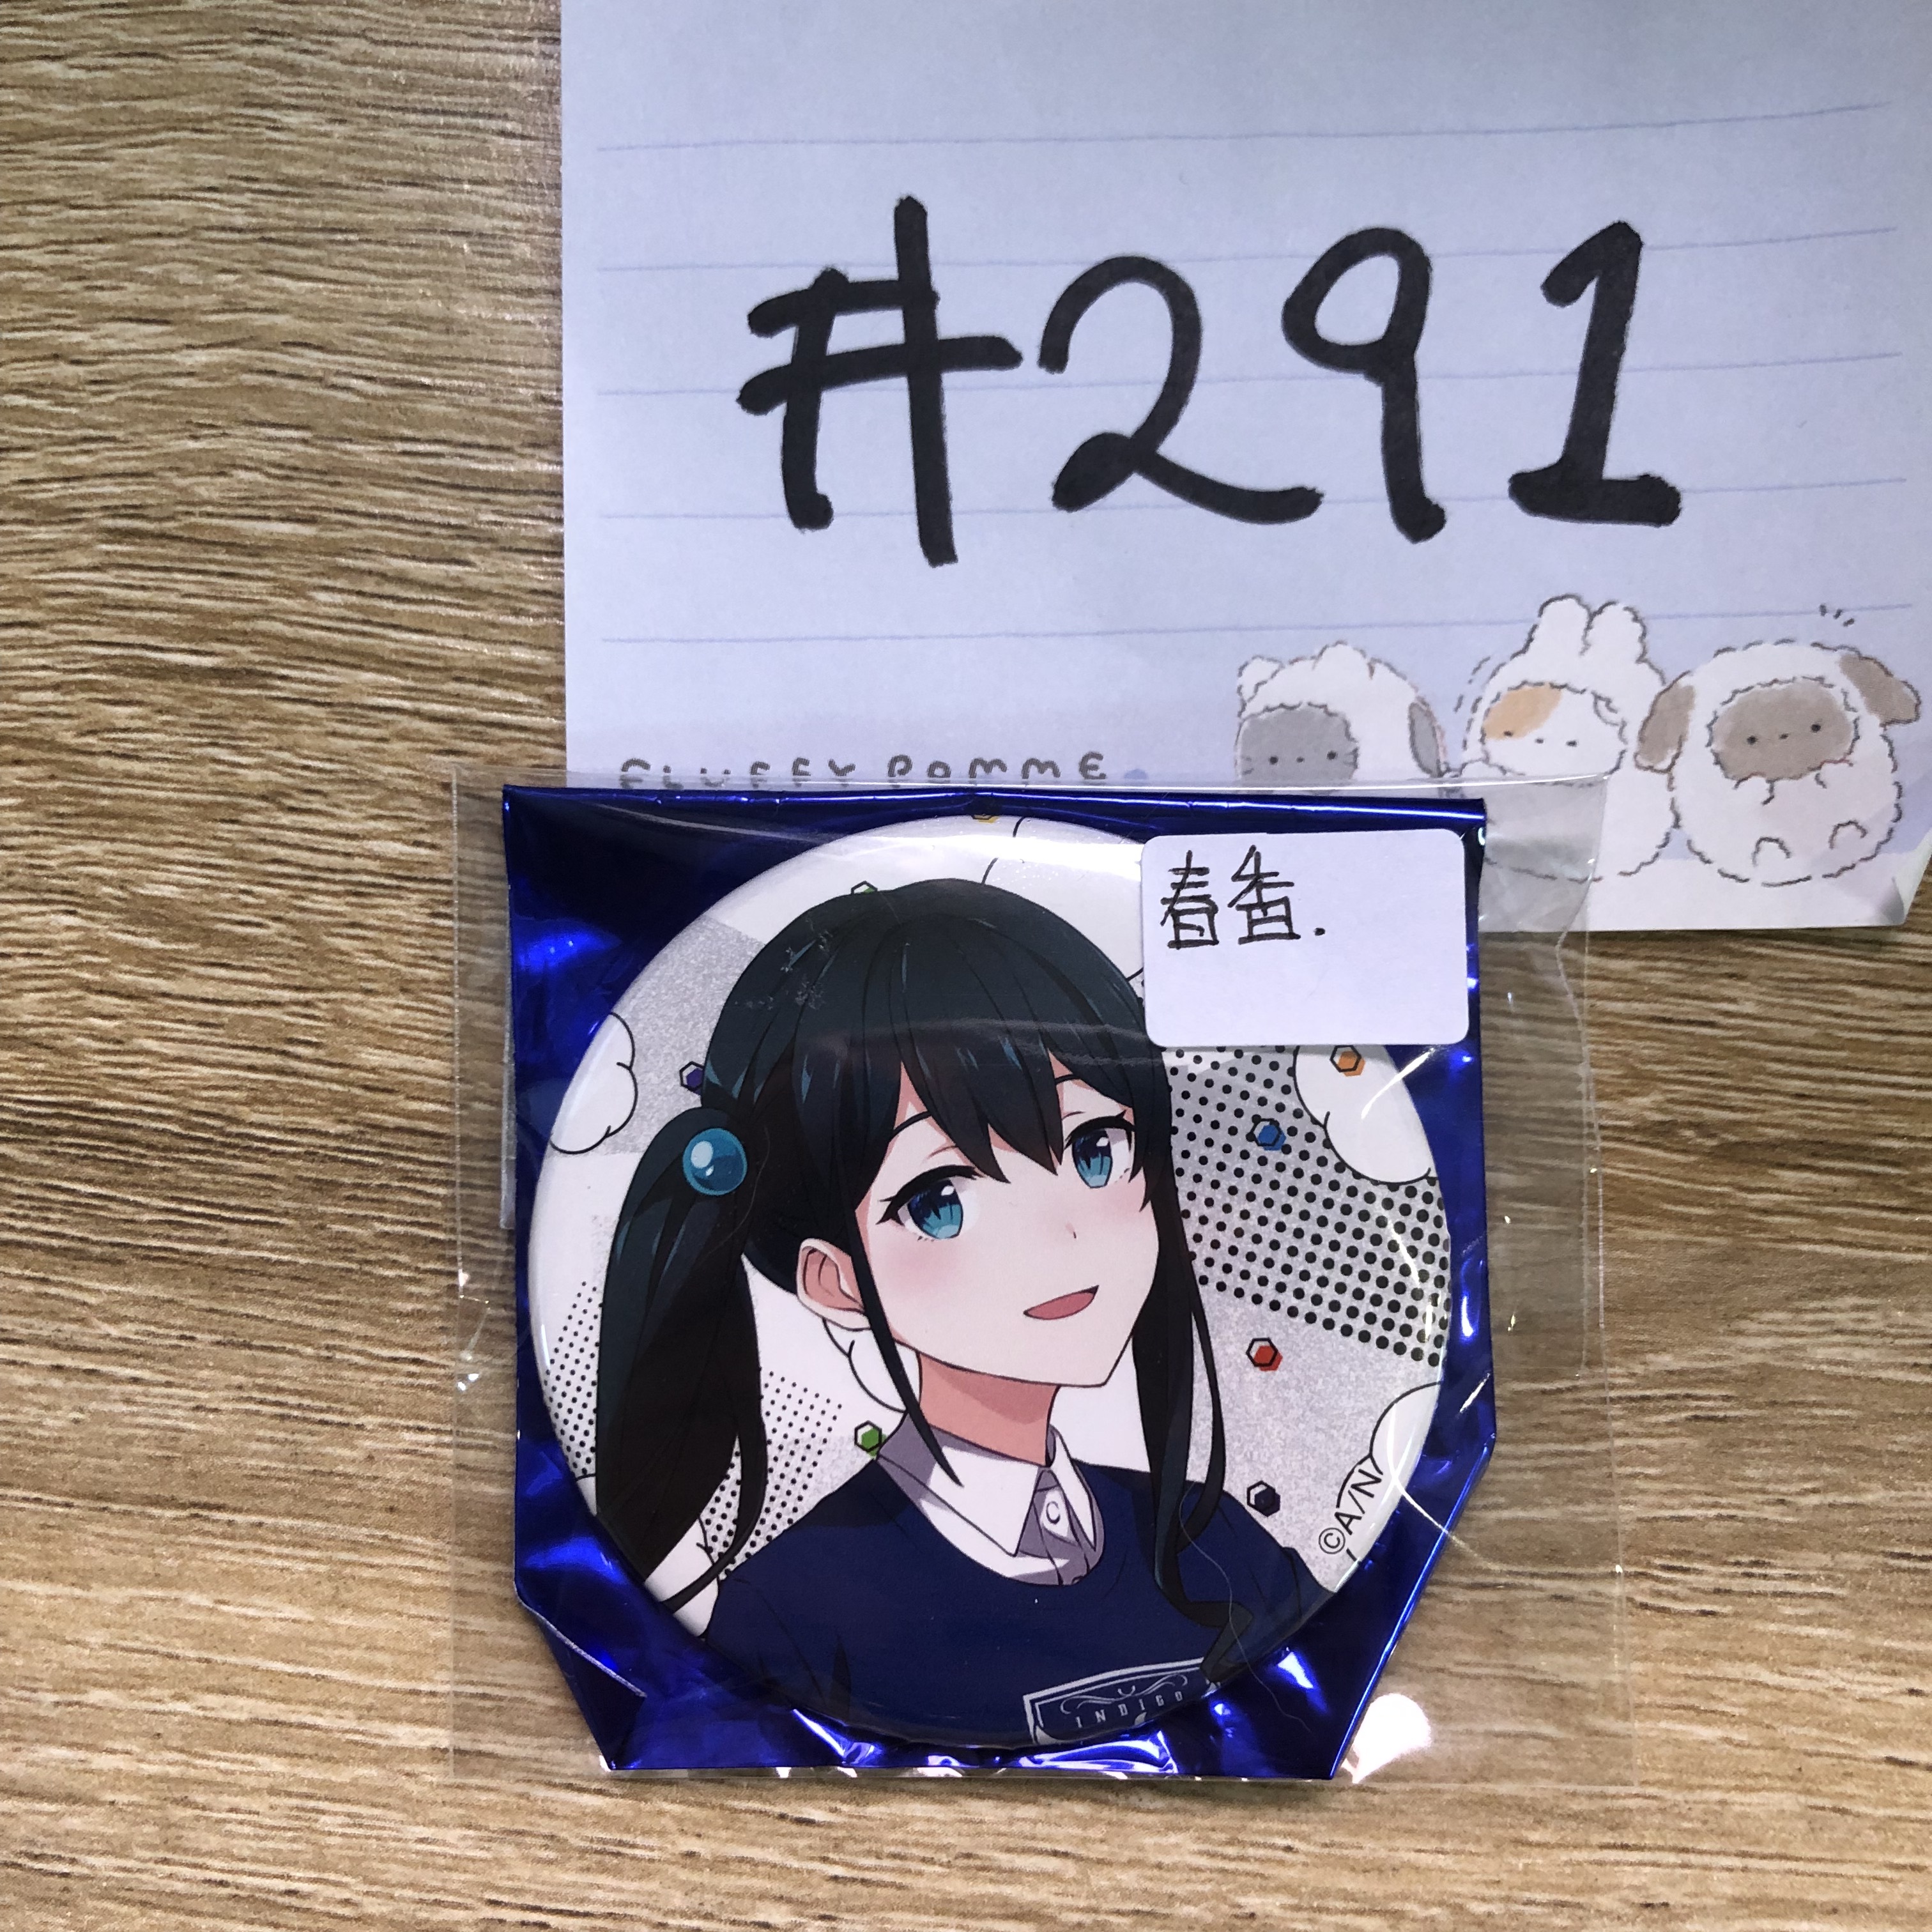 #291
FLUFFY POMME.
春香.
©A/N
INDIGO